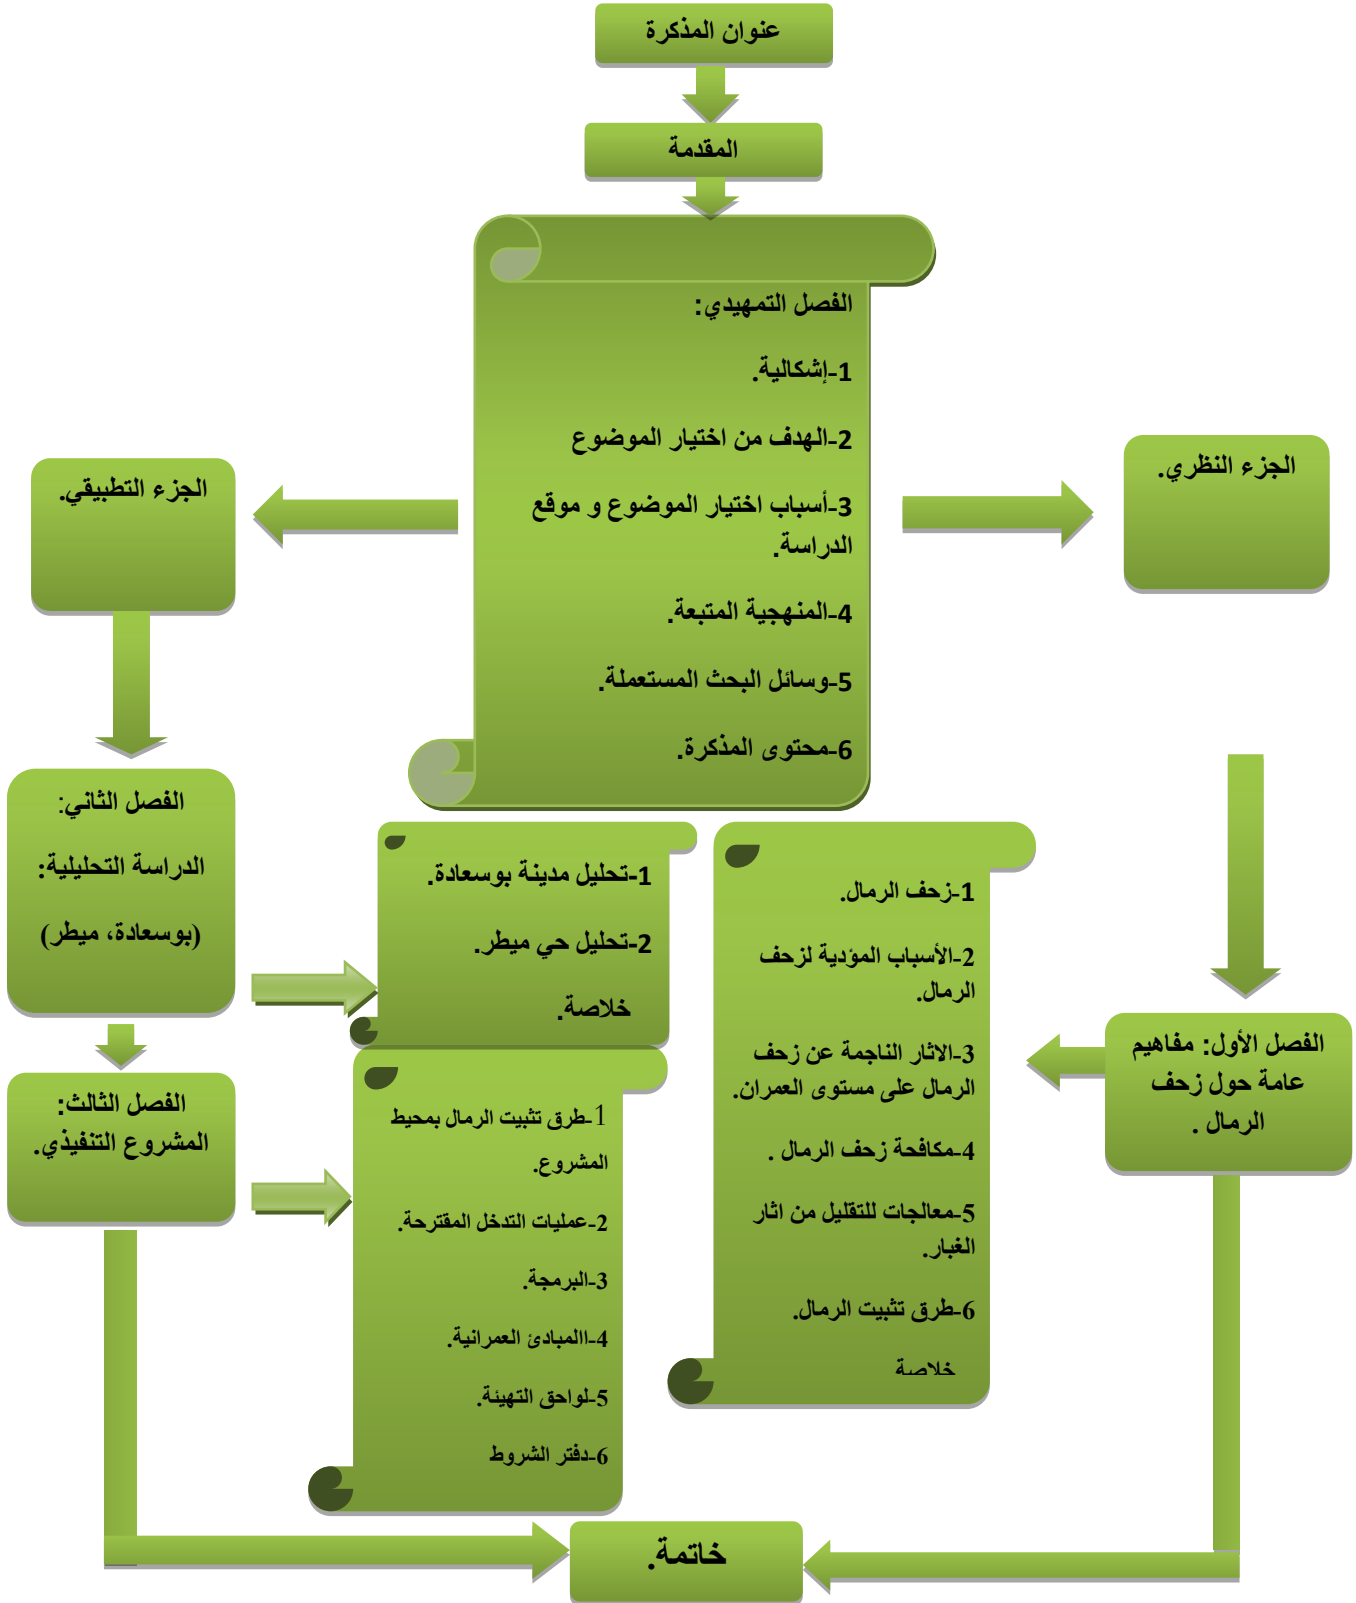 عنوان المذكرة
المقدمة
الفصل التمهيدي:
1-إشكالية.
2-الهدف من اختيار الموضوع
3-أسباب اختيار الموضوع و موقع
الدراسة.
4-المنهجية المتبعة.
5-وسائل البحث المستعملة.
6-محتوى المذكرة.
الجزء النظري.
الجزء التطبيقي.
الفصل الأول: مفاهيم
عامة حول زحف
الرمال .
1-زحف الرمال.
2-الأسباب المؤدية لزحف
الرمال.
3-الاثار الناجمة عن زحف
الرمال على مستوى العمران.
4-مكافحة زحف الرمال .
5-معالجات للتقليل من اثار
الغبار.
6-طرق تثبيت الرمال.
خلاصة
الفصل الثاني:
الدراسة التحليلية:
(بوسعادة، ميطر)
1-تحليل مدينة بوسعادة.
2-تحليل حي ميطر.
خلاصة.
الفصل الثالث:
المشروع التنفيذي.
1-طرق تثبيت الرمال بمحيط
المشروع.
2-عمليات التدخل المقترحة.
3-البرمجة.
4-االمبادئ العمرانية.
5-لواحق التهيئة.
6-دفتر الشروط
خاتمة.